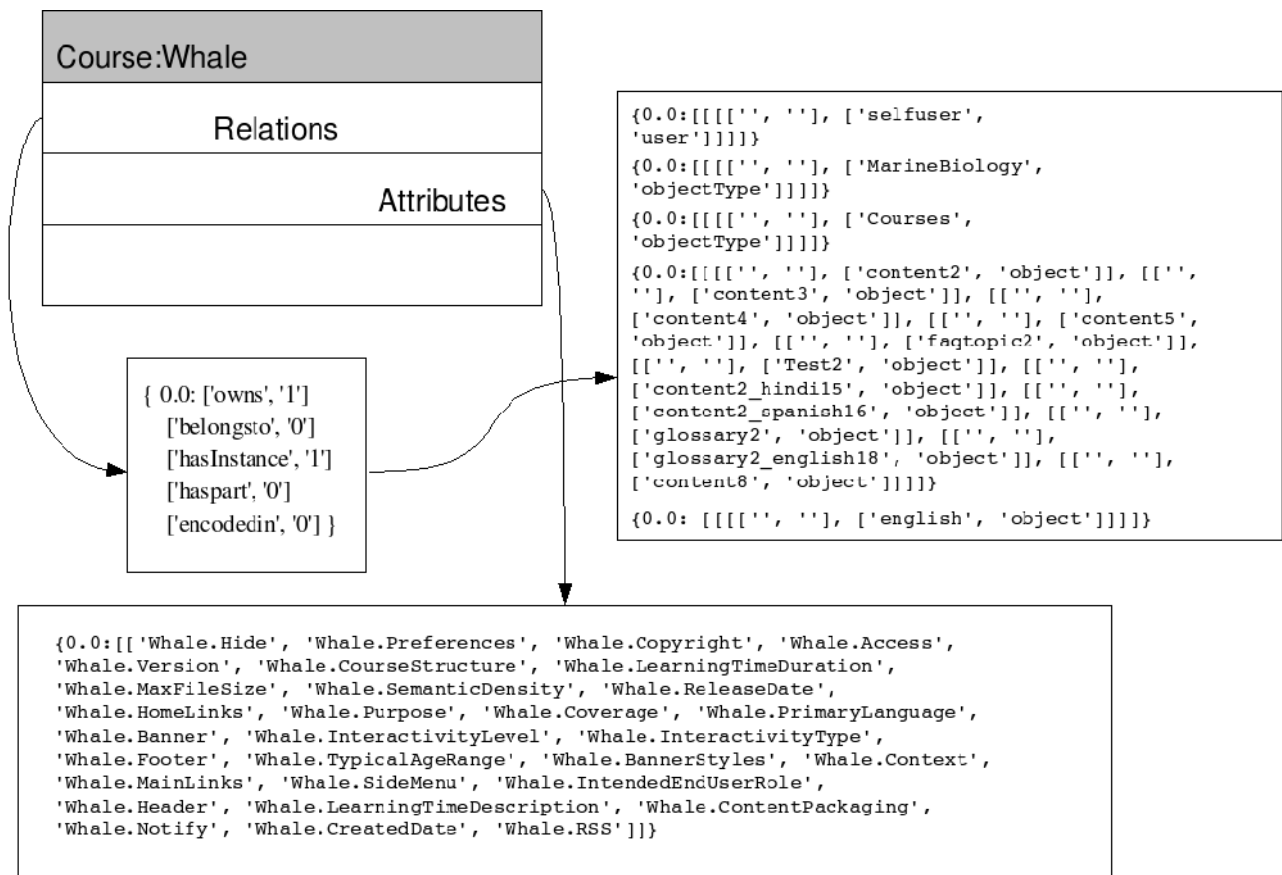 Course:Whale
Relations
Attributes
{0.0:[[[['', ''], ['selfuser',
'user']]]]}
{0.0:[[[['', ''], ['MarineBiology',
'objectType']]]]}
{0.0:[[[['', ''], ['Courses',
'objectType']]]]}
{0.0:[[[['', ''], ['content2', 'object']], [['',
''], ['content3', 'object']], [['', ''],
['content4', 'object']], [['', ''], ['content5',
'object']], [['', ''], ['faqtopic2', 'object']],
[['', ''], ['Test2', 'object']], [['', ''],
['content2_hindi15', 'object']], [['', ''],
['content2_spanish16', 'object']], [['', ''],
['glossary2', 'object']], [['', ''],
['glossary2_english18', 'object']], [['', ''],
['content8', 'object']]]]}
{0.0: [[[['', ''], ['english', 'object']]]]}
{ 0.0: ['owns', '1']
['belongsto', '0']
['hasInstance', '1']
['haspart', '0']
['encodedin', '0'] }
{0.0:[['Whale.Hide', 'Whale.Preferences', 'Whale.Copyright', 'Whale.Access',
'Whale.Version', 'Whale.CourseStructure', 'Whale.LearningTimeDuration',
'Whale.MaxFileSize', 'Whale.SemanticDensity', 'Whale.ReleaseDate',
'Whale.HomeLinks', 'Whale.Purpose', 'Whale.Coverage', 'Whale.PrimaryLanguage',
'Whale.Banner', 'Whale.InteractivityLevel', 'Whale.InteractivityType',
'Whale.Footer', 'Whale.TypicalAgeRange', 'Whale.BannerStyles', 'Whale.Context',
'Whale.MainLinks', 'Whale.SideMenu', 'Whale.IntendedEndUserRole',
'Whale.Header', 'Whale.LearningTimeDescription', 'Whale.ContentPackaging',
'Whale.Notify', 'Whale.CreatedDate', 'Whale.RSS']]}